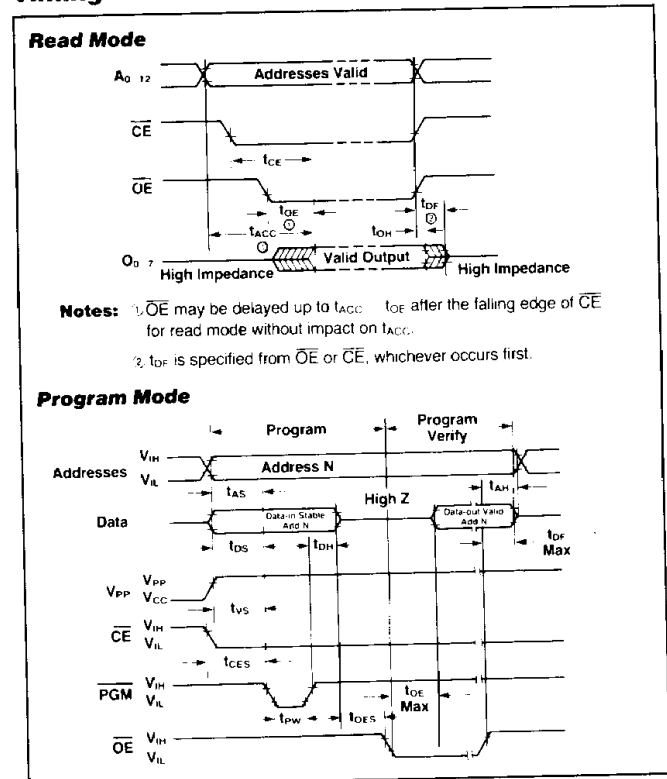 Read Mode
A0 12
Addresses Valid
CE
tCE
OE
tOE
①
tDF
②
tACC
①
tOH
O0 7
Valid Output
High Impedance
High Impedance
Notes: ① OE may be delayed up to tACC tOE after the falling edge of CE
for read mode without impact on tACC.
② tDF is specified from OE or CE, whichever occurs first.
Program Mode
Program
Program
Verify
Addresses
VIH
VIL
Address N
tAS
tAH
High Z
Data
Data-in Stable
Add N
Data-out Valid
Add N
tDS
tDH
tDF
Max
VPP
VPP
VCC
tVS
CE
VIH
VIL
tCES
PGM
VIH
VIL
tPW
tOES
tOE
Max
OE
VIH
VIL